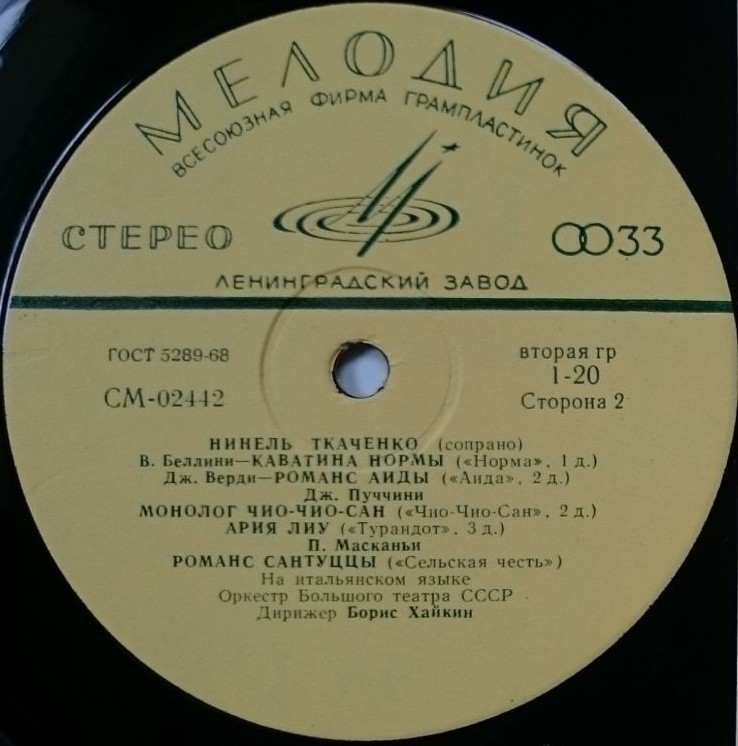 МЕЛОДИЯ
ВСЕСОЮЗНАЯ ФИРМА ГРАМПЛАСТИНОК
СТЕРЕО
33
ЛЕНИНГРАДСКИЙ ЗАВОД
ГОСТ 5289-68
вторая гр
СМ-02442
1-20
Сторона 2
НИНЕЛЬ ТКАЧЕНКО (сопрано)
В. Беллини—КАВАТИНА НОРМЫ («Норма», 1 д.)
Дж. Верди—РОМАНС АИДЫ («Аида», 2 д.)
Дж. Пуччини
МОНОЛОГ ЧИО-ЧИО-САН («Чио-Чио-Сан», 2 д.)
АРИЯ ЛИУ («Турандот», 3 д.)
П. Масканьи
РОМАНС САНТУЦЦЫ («Сельская честь»)
На итальянском языке
Оркестр Большого театра СССР
Дирижер Борис Хайкин